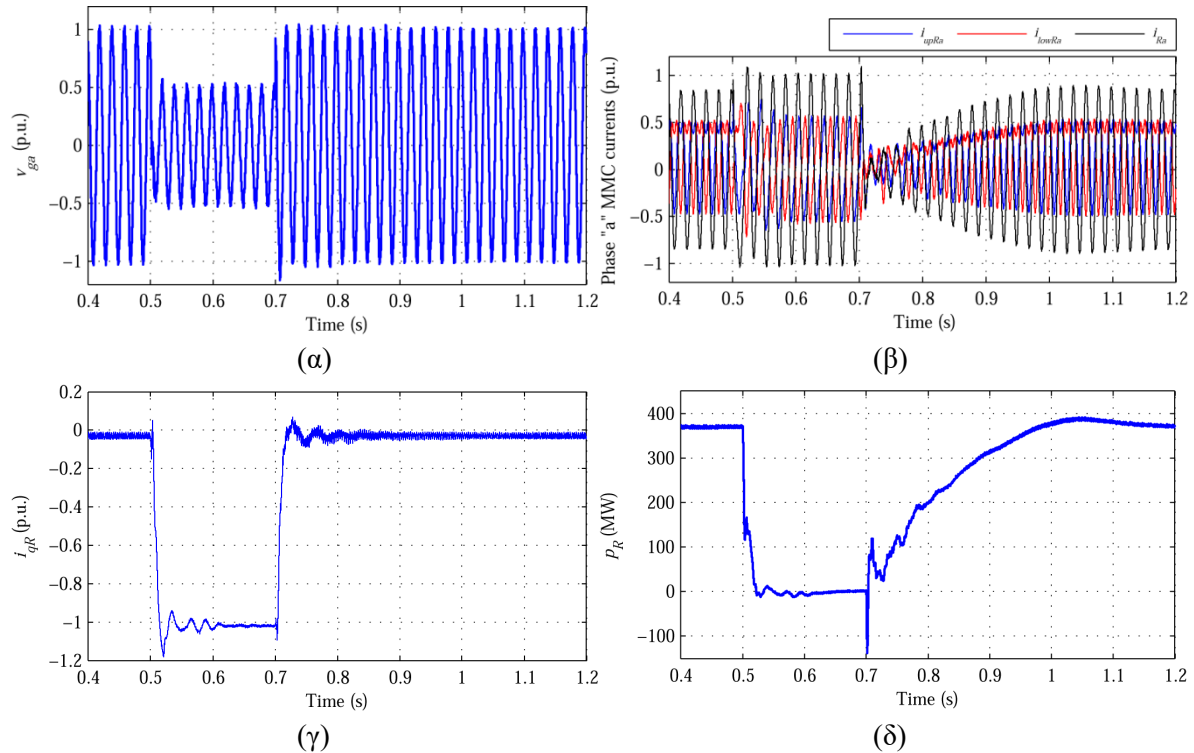 i_upRa i_lowRa i_Ra
v_ga (p.u.)
1
0.5
0
−0.5
−1
0.4 0.5 0.6 0.7 0.8 0.9 1 1.1 1.2
Time (s)
(α)
Phase "a" MMC currents (p.u.)
1
0.5
0
−0.5
−1
0.4 0.5 0.6 0.7 0.8 0.9 1 1.1 1.2
Time (s)
(β)
i_qR (p.u.)
0.2
0
−0.2
−0.4
−0.6
−0.8
−1
−1.2
0.4 0.5 0.6 0.7 0.8 0.9 1 1.1 1.2
Time (s)
(γ)
p_R (MW)
400
300
200
100
0
−100
0.4 0.5 0.6 0.7 0.8 0.9 1 1.1 1.2
Time (s)
(δ)